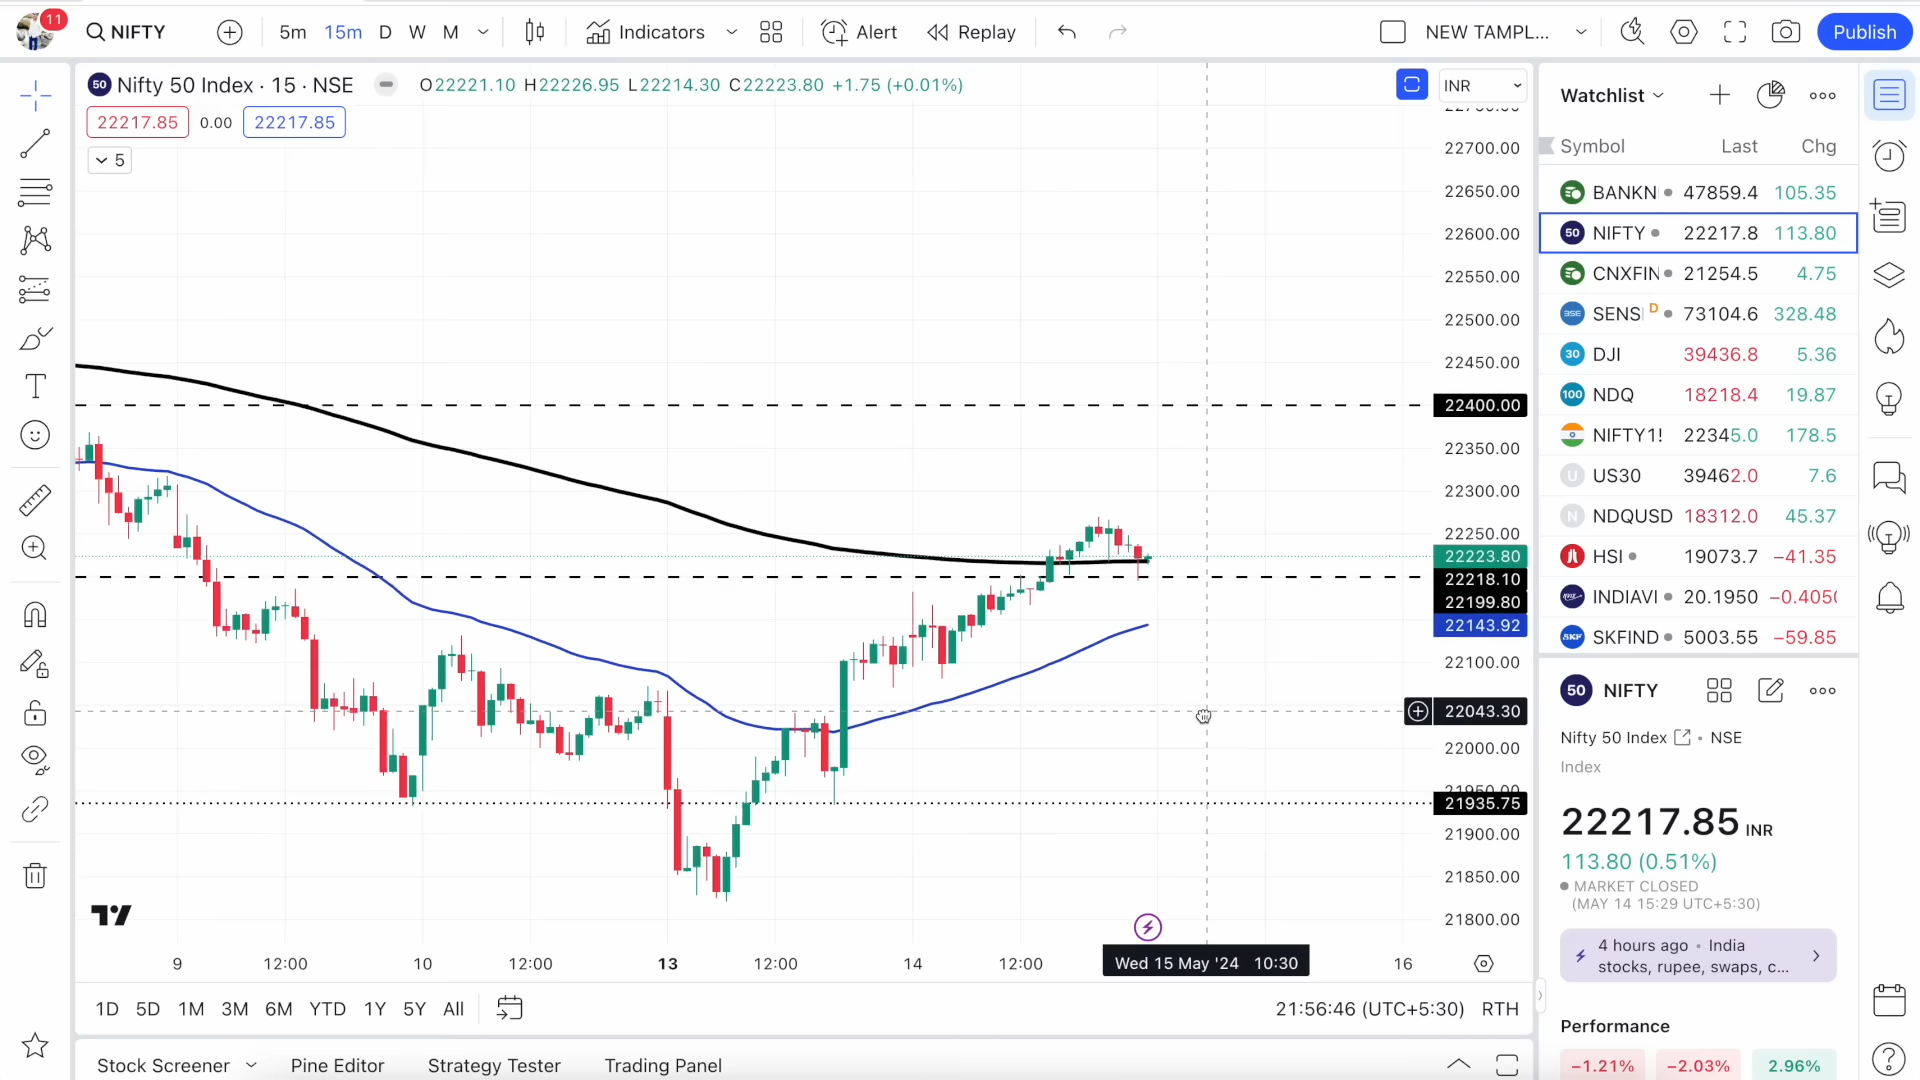 11
NIFTY
5m 15m D W M
Indicators
Alert
Replay
NEW TAMPL...
Publish
50 Nifty 50 Index · 15 · NSE
O22221.10 H22226.95 L22214.30 C22223.80 +1.75 (+0.01%)
22217.85 0.00 22217.85
5
INR
22700.00
22650.00
22600.00
22550.00
22500.00
22450.00
22400.00
22350.00
22300.00
22250.00
22223.80
22218.10
22199.80
22143.92
22100.00
22043.30
22000.00
21935.75
21900.00
21850.00
21800.00
9 12:00 10 12:00 13 12:00 14 12:00 Wed 15 May '24 10:30 16
1D 5D 1M 3M 6M YTD 1Y 5Y All
21:56:46 (UTC+5:30) RTH
Stock Screener Pine Editor Strategy Tester Trading Panel
Watchlist
Symbol Last Chg
BANKN 47859.4 105.35
50 NIFTY 22217.8 113.80
CNXFIN 21254.5 4.75
BSE SENS D 73104.6 328.48
30 DJI 39436.8 5.36
100 NDQ 18218.4 19.87
NIFTY1! 22345.0 178.5
U US30 39462.0 7.6
N NDQUSD 18312.0 45.37
HSI 19073.7 −41.35
INDIAVI 20.1950 −0.405
SKF SKFIND 5003.55 −59.85
50 NIFTY
Nifty 50 Index • NSE
Index
22217.85 INR
113.80 (0.51%)
MARKET CLOSED
(MAY 14 15:29 UTC+5:30)
4 hours ago • India
stocks, rupee, swaps, c...
Performance
−1.21% −2.03% 2.96%